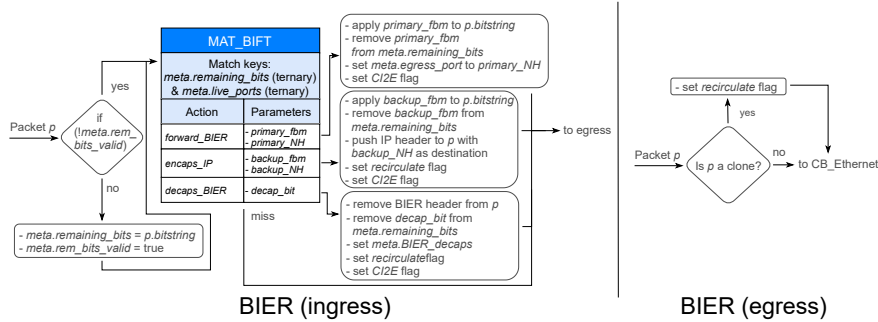 Packet p
if
(!meta.rem_
bits_valid)
yes
no
- meta.remaining_bits = p.bitstring
- meta.rem_bits_valid = true
MAT_BIFT
Match keys:
meta.remaining_bits (ternary)
& meta.live_ports (ternary)
Action Parameters
forward_BIER - primary_fbm
- primary_NH
encaps_IP - backup_fbm
- backup_NH
decaps_BIER - decap_bit
miss
- apply primary_fbm to p.bitstring
- remove primary_fbm
from meta.remaining_bits
- set meta.egress_port to primary_NH
- set CI2E flag
- apply backup_fbm to p.bitstring
- remove backup_fbm from
meta.remaining_bits
- push IP header to p with
backup_NH as destination
- set recirculate flag
- set CI2E flag
- remove BIER header from p
- remove decap_bit from
meta.remaining_bits
- set meta.BIER_decaps
- set recirculateflag
- set CI2E flag
to egress
BIER (ingress)
- set recirculate flag
yes
Packet p
Is p a clone?
no
to CB_Ethernet
BIER (egress)